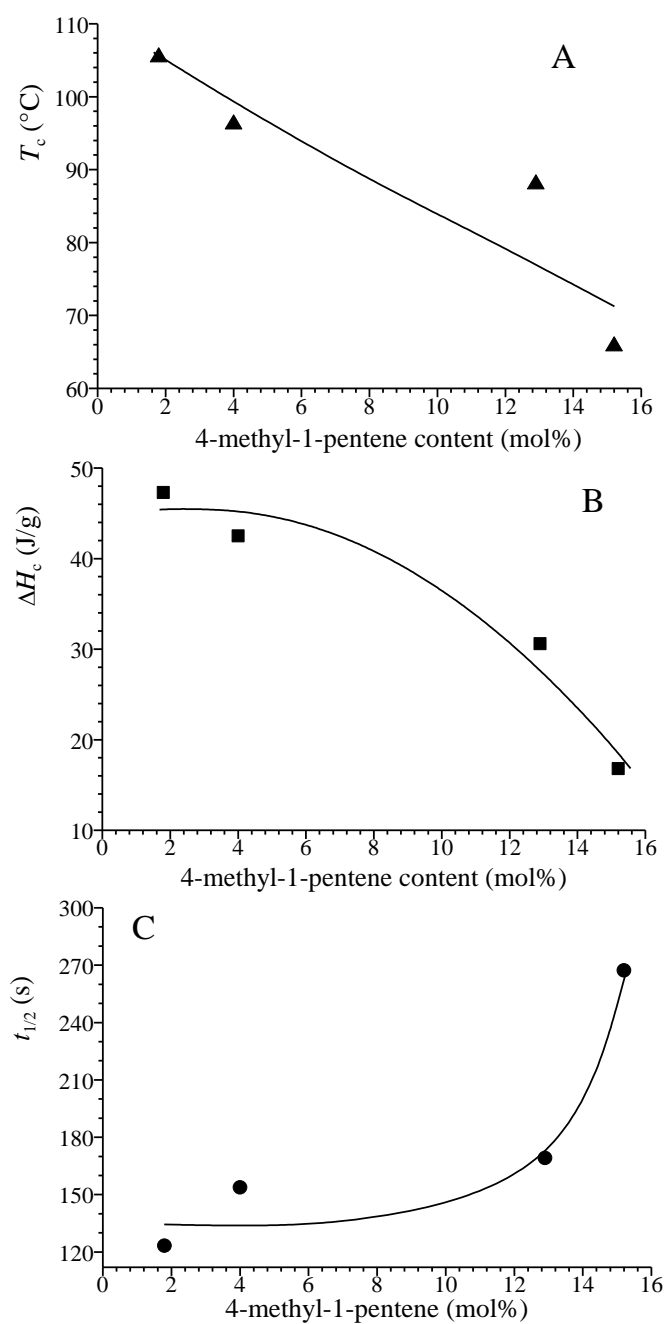 110
100
90
80
70
60
T_c (°C)
A
0 2 4 6 8 10 12 14 16
4-methyl-1-pentene content (mol%)
50
40
30
20
10
ΔH_c (J/g)
B
0 2 4 6 8 10 12 14 16
4-methyl-1-pentene content (mol%)
300
270
240
210
180
150
120
t_1/2 (s)
C
0 2 4 6 8 10 12 14 16
4-methyl-1-pentene (mol%)